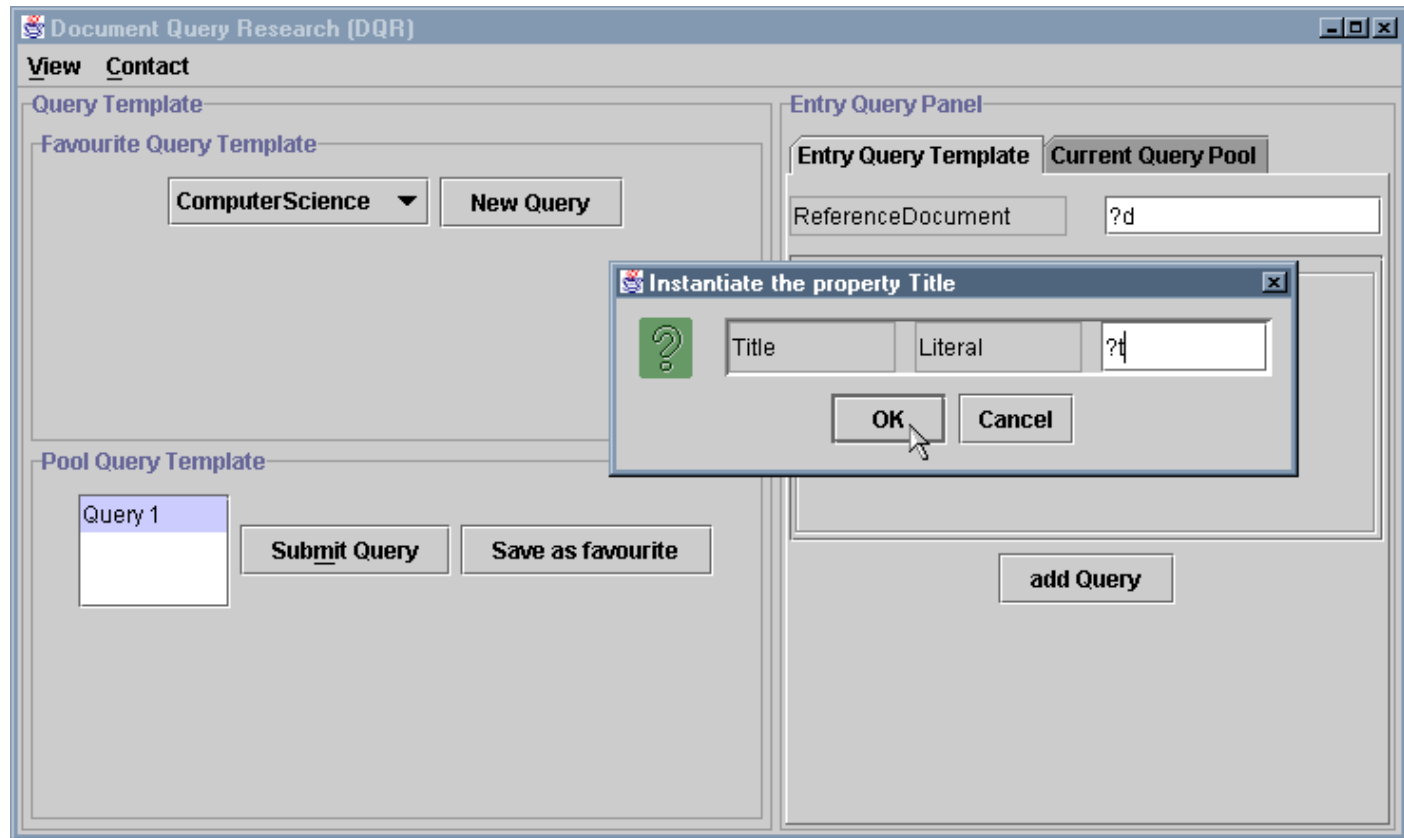 Document Query Research (DQR)
View Contact
Query Template
Favourite Query Template
ComputerScience
New Query
Pool Query Template
Query 1
Submit Query
Save as favourite
Entry Query Panel
Entry Query Template
Current Query Pool
ReferenceDocument
?d
Instantiate the property Title
Title
Literal
?t
OK
Cancel
add Query